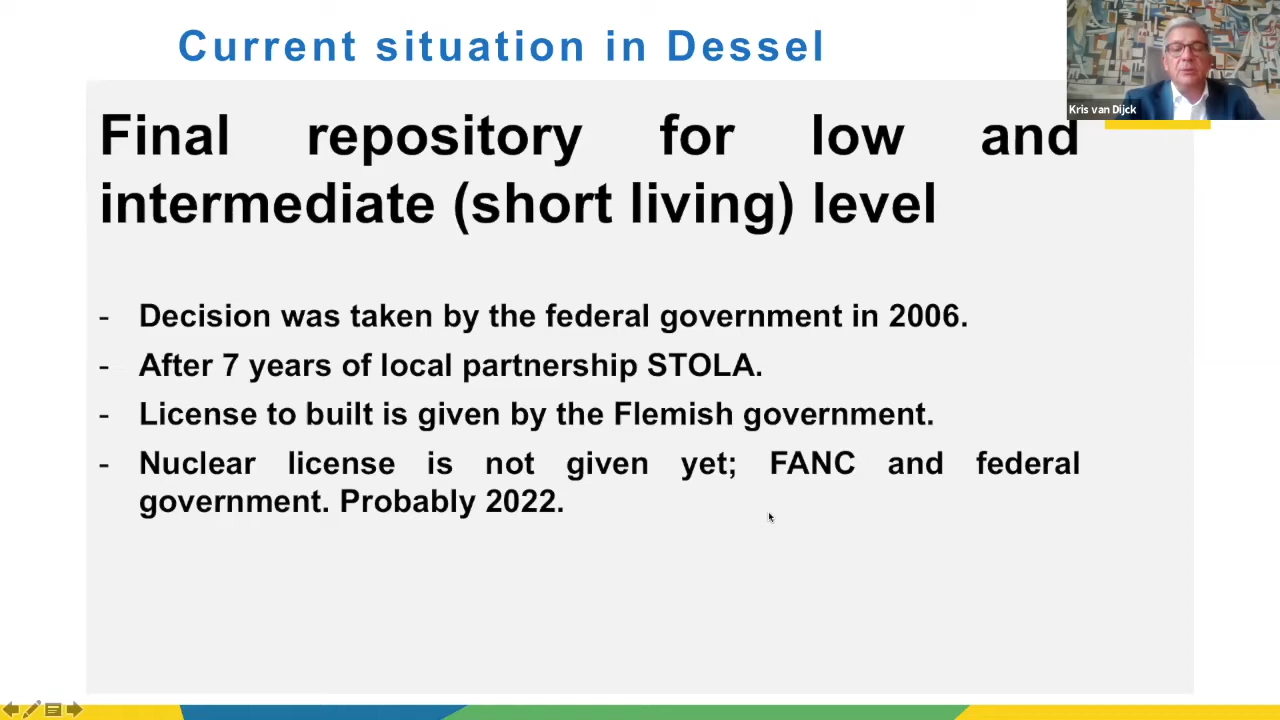 Current situation in Dessel
Kris van Dijck
Final repository for low and
intermediate (short living) level
- Decision was taken by the federal government in 2006.
- After 7 years of local partnership STOLA.
- License to built is given by the Flemish government.
- Nuclear license is not given yet; FANC and federal
government. Probably 2022.